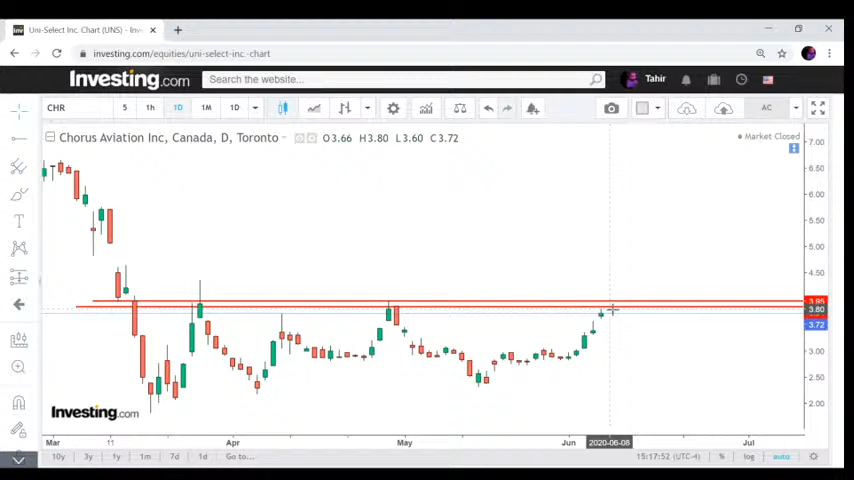 Uni-Select Inc. Chart (UNS) - Inv
investing.com/equities/uni-select-inc.-chart
Investing.com
Search the website...
Tahir
CHR 5 1h 1D 1M 1D AC
Chorus Aviation Inc, Canada, D, Toronto O3.66 H3.80 L3.60 C3.72
Market Closed
7.00
6.50
6.00
5.50
5.00
4.50
3.95
3.80
3.72
3.00
2.50
2.00
Investing.com
Mar 11 Apr May Jun 2020-06-08 Jul
10y 3y 1y 1m 7d 1d Go to... 15:17:52 (UTC-4) % log auto